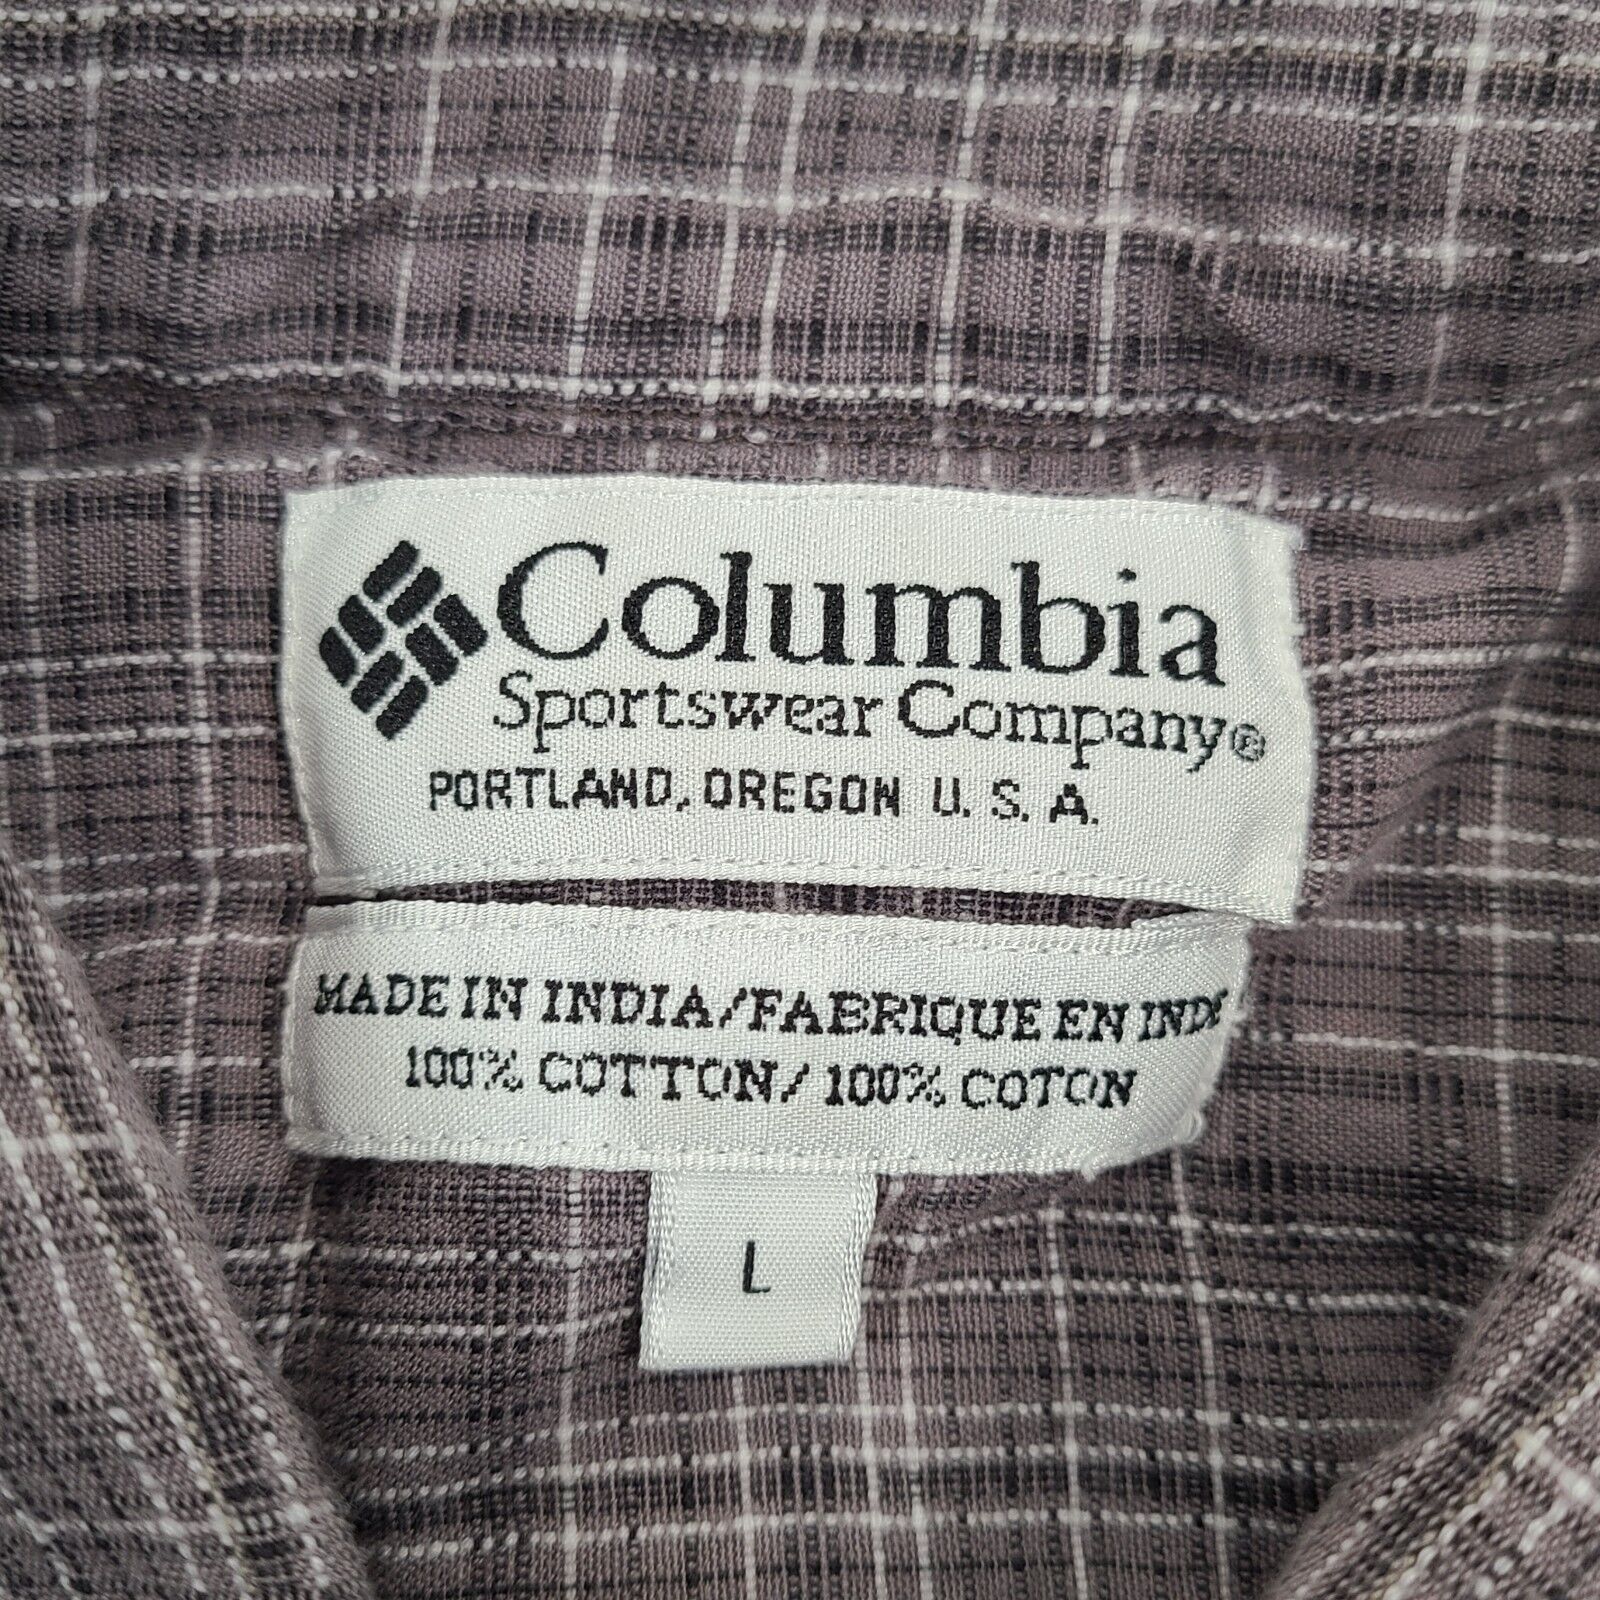 Columbia
Sportswear Company®
PORTLAND, OREGON U.S.A.
MADE IN INDIA/FABRIQUE EN INDE
100% COTTON/100% COTON
L